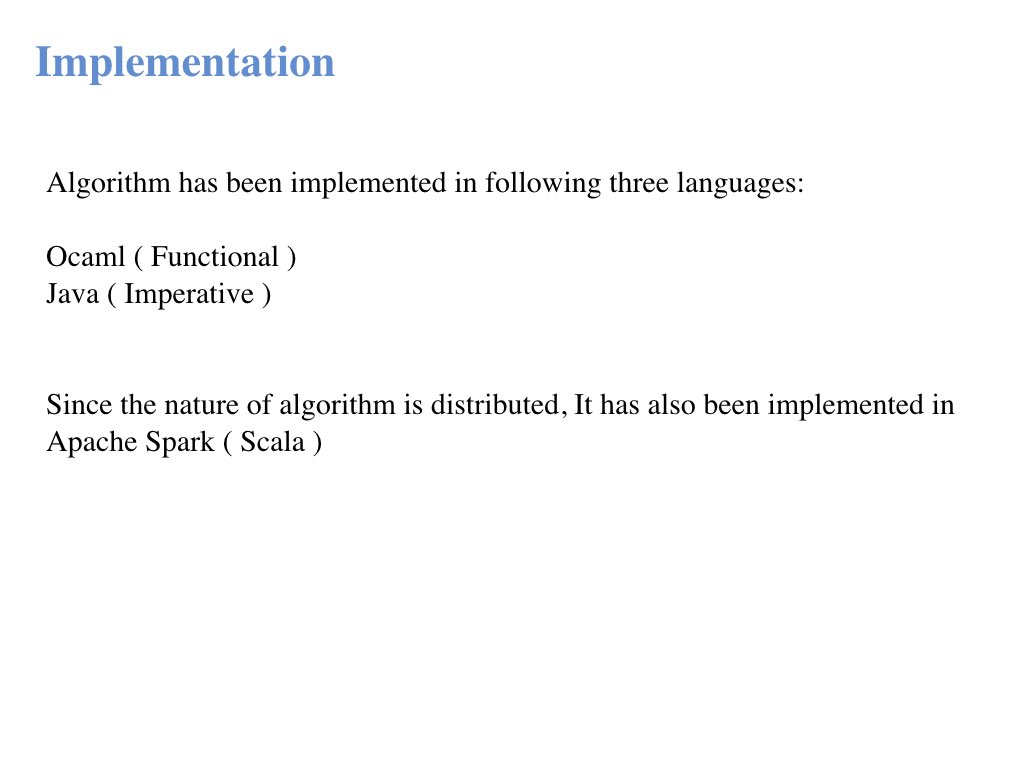 Implementation
Algorithm has been implemented in following three languages:
Ocaml ( Functional )
Java ( Imperative )
Since the nature of algorithm is distributed, It has also been implemented in
Apache Spark ( Scala )